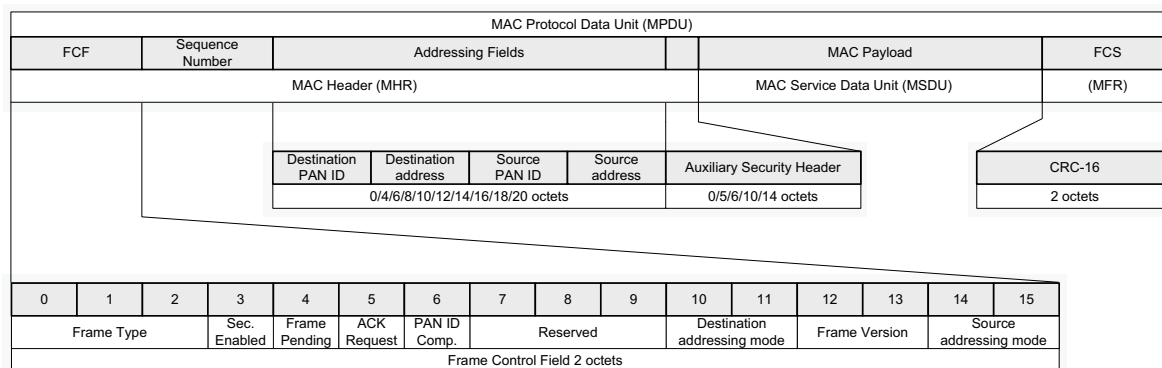 MAC Protocol Data Unit (MPDU)
FCF
Sequence
Number
Addressing Fields
MAC Payload
FCS
MAC Header (MHR)
MAC Service Data Unit (MSDU)
(MFR)
Destination
PAN ID
Destination
address
Source
PAN ID
Source
address
Auxiliary Security Header
CRC-16
0/4/6/8/10/12/14/16/18/20 octets
0/5/6/10/14 octets
2 octets
0 1 2 3 4 5 6 7 8 9 10 11 12 13 14 15
Frame Type
Sec.
Enabled
Frame
Pending
ACK
Request
PAN ID
Comp.
Reserved
Destination
addressing mode
Frame Version
Source
addressing mode
Frame Control Field 2 octets